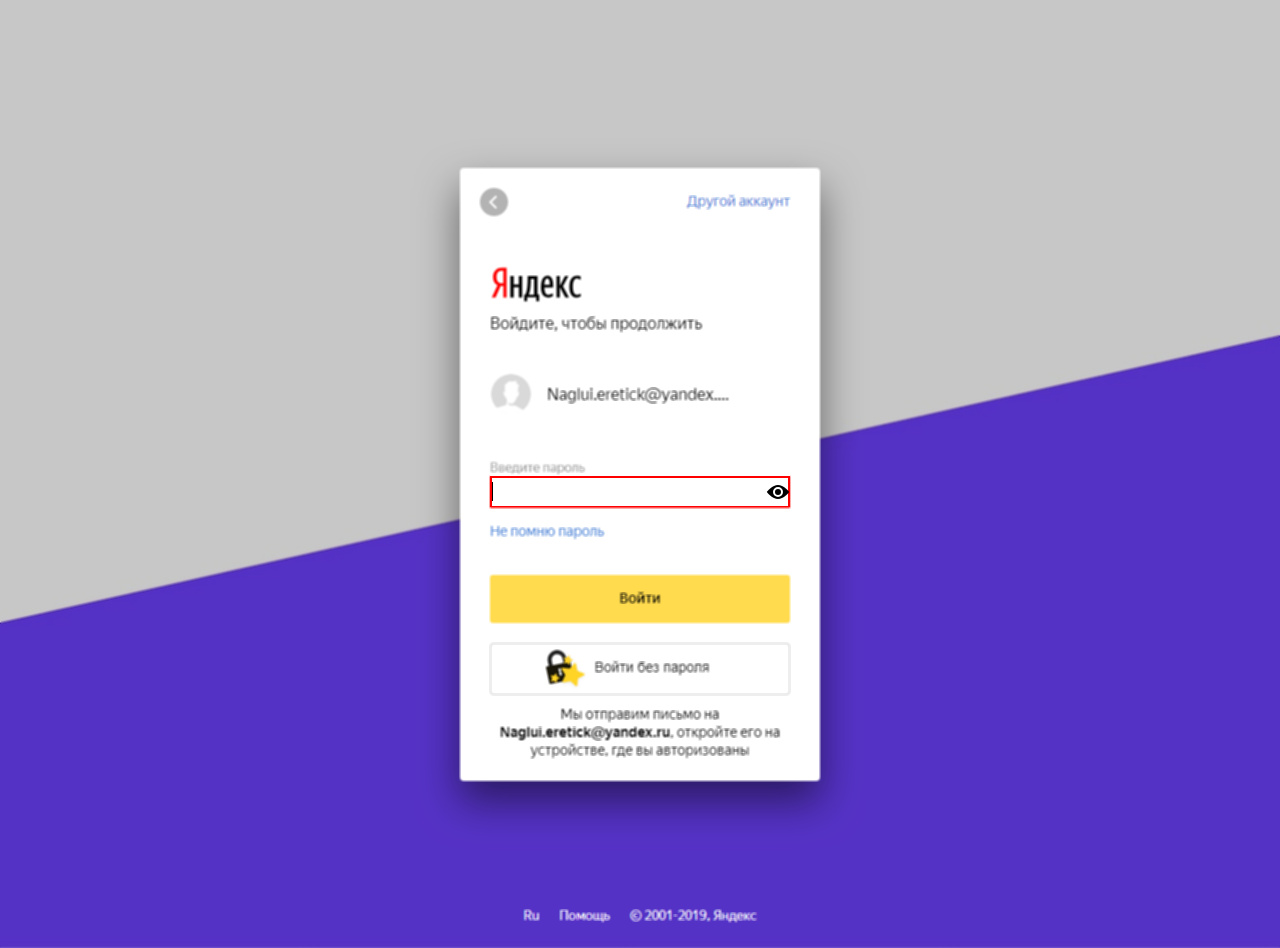 Другой аккаунт
Яндекс
Войдите, чтобы продолжить
Naglui.eretick@yandex....
Введите пароль
Не помню пароль
Войти
Войти без пароля
Мы отправим письмо на
Naglui.eretick@yandex.ru, откройте его на
устройстве, где вы авторизованы
Ru Помощь © 2001-2019, Яндекс